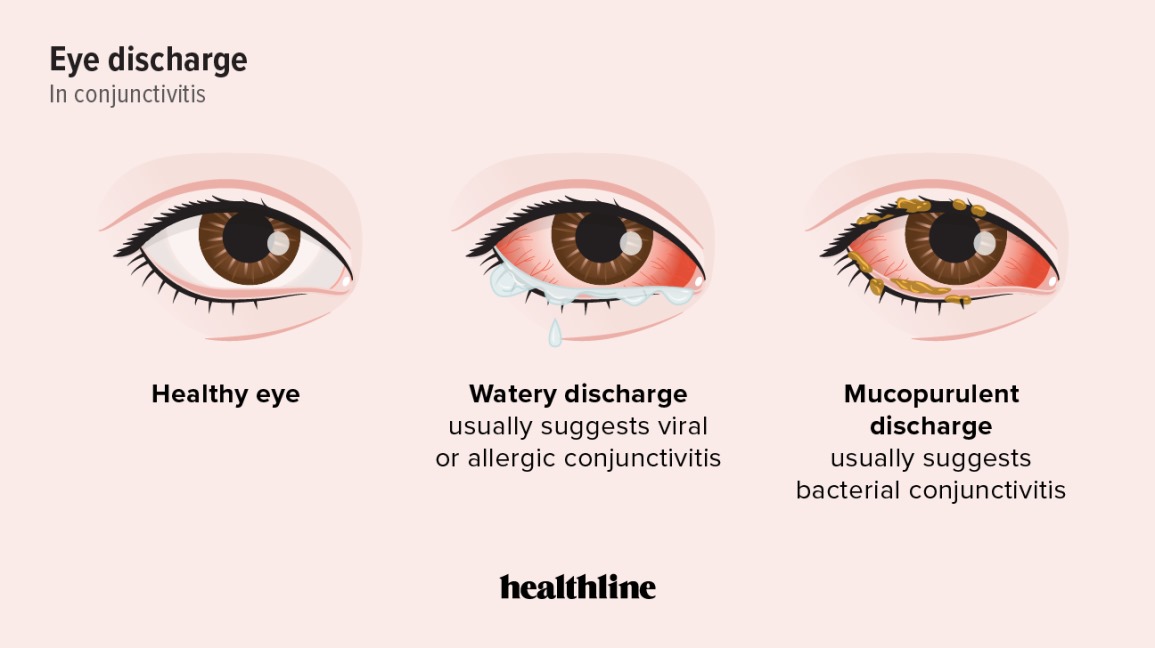 Eye discharge
In conjunctivitis
Healthy eye
Watery discharge
usually suggests viral
or allergic conjunctivitis
Mucopurulent
discharge
usually suggests
bacterial conjunctivitis
healthline